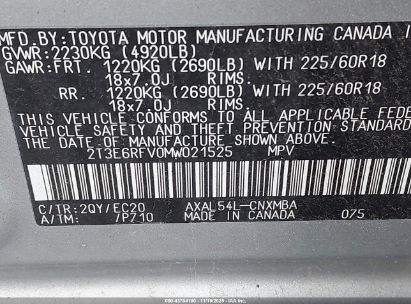 MFD. BY: TOYOTA MOTOR MANUFACTURING CANADA I
GVWR: 2230KG (4920LB)
GAWR: FRT. 1220KG (2690LB) WITH 225/60R18
18x7.0J RIMS.
RR. 1220KG (2690LB) WITH 225/60R18
18x7.0J RIMS.
THIS VEHICLE CONFORMS TO ALL APPLICABLE FEDERAL
VEHICLE SAFETY AND THEFT PREVENTION STANDARD
THE DATE OF MANUFACTURE SHOWN ABOVE.
2T3E6RFV0MW021525 MPV
C/TR: 2QY/EC20 AXAL54L-CNXMBA
A/TM: /P710 MADE IN CANADA 075